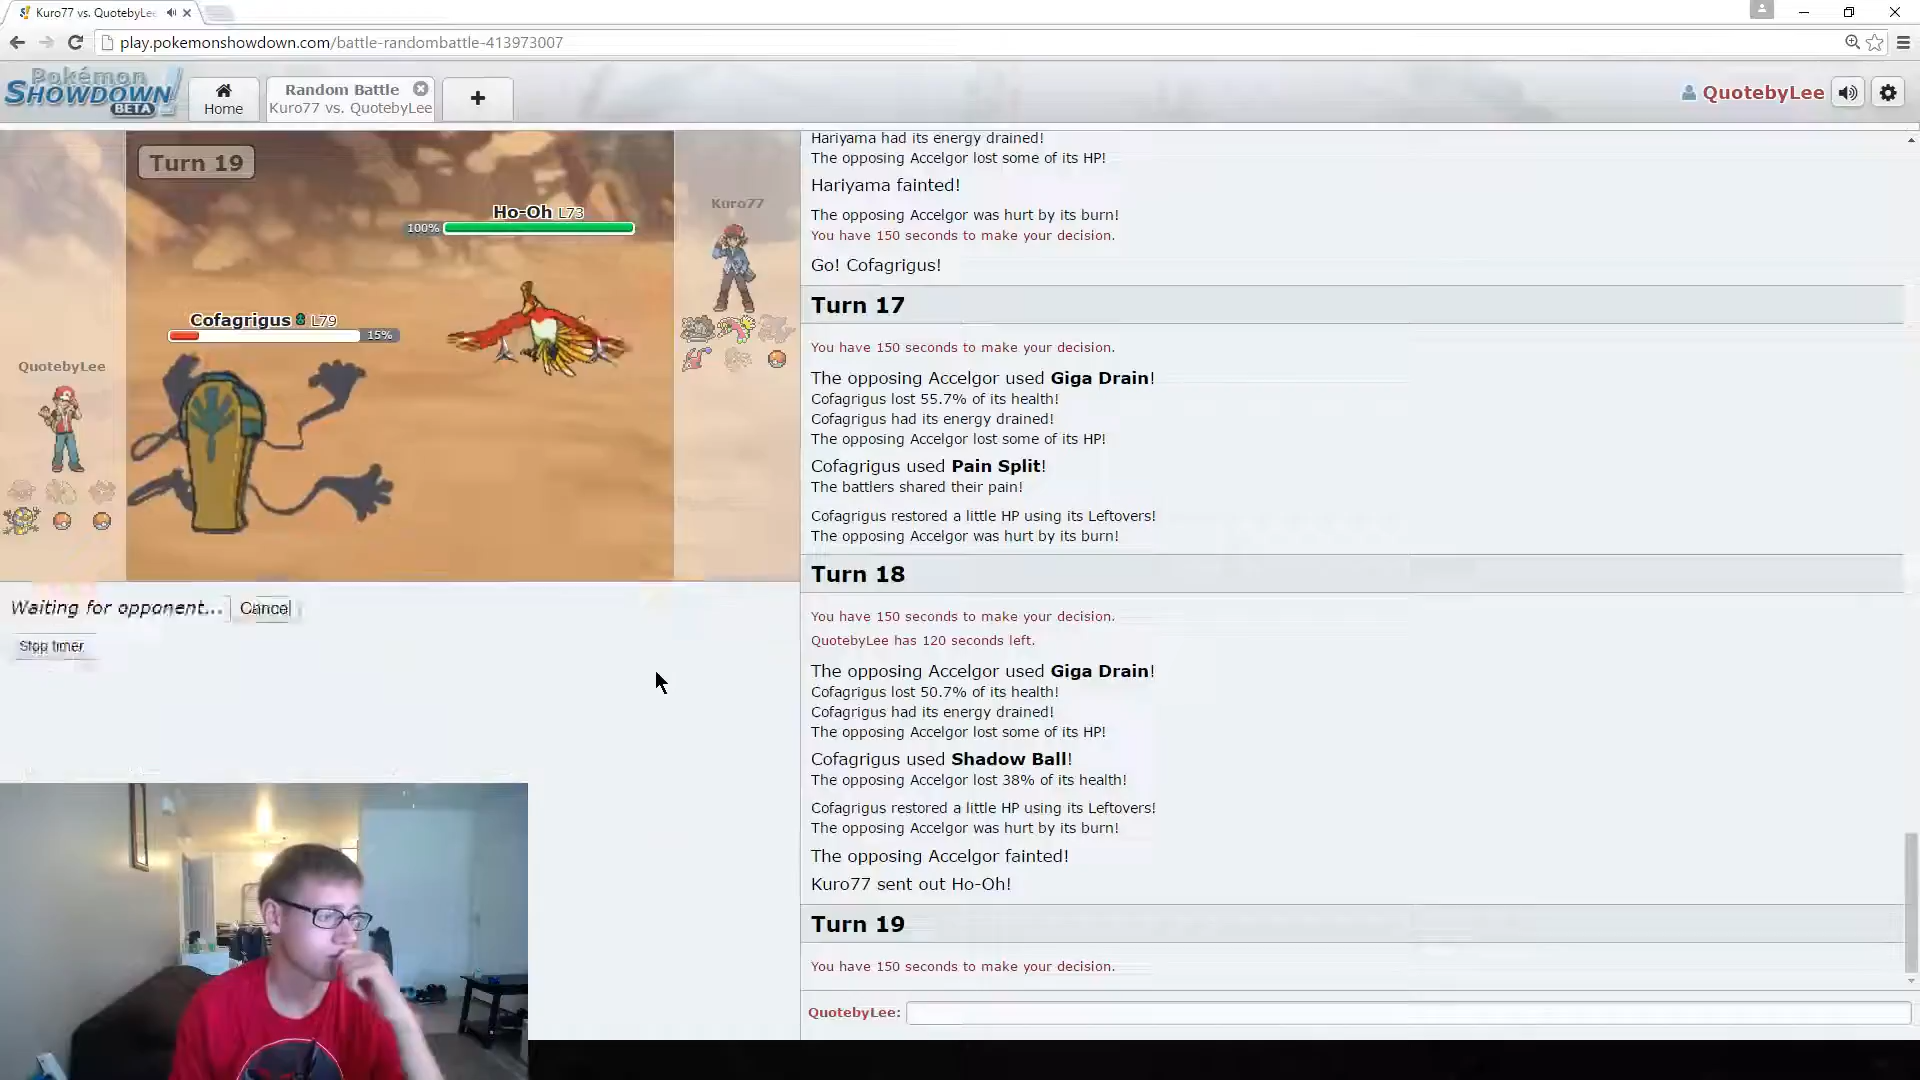 Kuro77 vs. QuotebyLee
play.pokemonshowdown.com/battle-randombattle-413973007
Pokémon
SHOWDOWN!
BETA
Home
Random Battle
Kuro77 vs. QuotebyLee
+
QuotebyLee
Turn 19
Ho-Oh L73
100%
Kuro77
Cofagrigus L79
15%
QuotebyLee
Waiting for opponent... Cancel
Stop timer
Hariyama had its energy drained!
The opposing Accelgor lost some of its HP!
Hariyama fainted!
The opposing Accelgor was hurt by its burn!
You have 150 seconds to make your decision.
Go! Cofagrigus!
Turn 17
You have 150 seconds to make your decision.
The opposing Accelgor used Giga Drain!
Cofagrigus lost 55.7% of its health!
Cofagrigus had its energy drained!
The opposing Accelgor lost some of its HP!
Cofagrigus used Pain Split!
The battlers shared their pain!
Cofagrigus restored a little HP using its Leftovers!
The opposing Accelgor was hurt by its burn!
Turn 18
You have 150 seconds to make your decision.
QuotebyLee has 120 seconds left.
The opposing Accelgor used Giga Drain!
Cofagrigus lost 50.7% of its health!
Cofagrigus had its energy drained!
The opposing Accelgor lost some of its HP!
Cofagrigus used Shadow Ball!
The opposing Accelgor lost 38% of its health!
Cofagrigus restored a little HP using its Leftovers!
The opposing Accelgor was hurt by its burn!
The opposing Accelgor fainted!
Kuro77 sent out Ho-Oh!
Turn 19
You have 150 seconds to make your decision.
QuotebyLee: